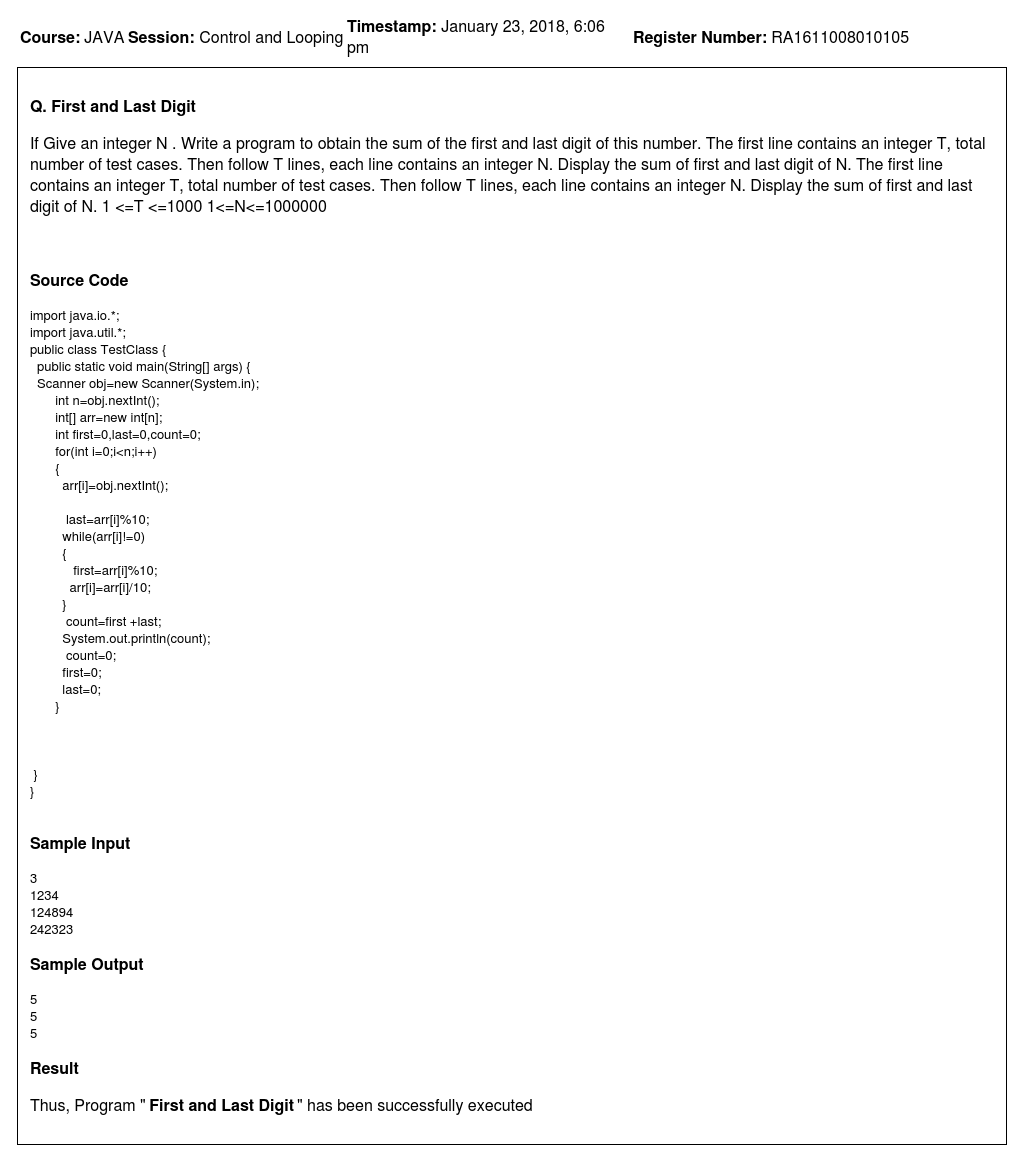 Course: JAVA Session: Control and Looping Timestamp: January 23, 2018, 6:06 pm Register Number: RA1611008010105
Q. First and Last Digit
If Give an integer N . Write a program to obtain the sum of the first and last digit of this number. The first line contains an integer T, total
number of test cases. Then follow T lines, each line contains an integer N. Display the sum of first and last digit of N. The first line
contains an integer T, total number of test cases. Then follow T lines, each line contains an integer N. Display the sum of first and last
digit of N. 1 <=T <=1000 1<=N<=1000000
Source Code
import java.io.*;
import java.util.*;
public class TestClass {
  public static void main(String[] args) {
  Scanner obj=new Scanner(System.in);
       int n=obj.nextInt();
       int[] arr=new int[n];
       int first=0,last=0,count=0;
       for(int i=0;i<n;i++)
       {
         arr[i]=obj.nextInt();
          last=arr[i]%10;
         while(arr[i]!=0)
         {
            first=arr[i]%10;
           arr[i]=arr[i]/10;
         }
          count=first +last;
         System.out.println(count);
          count=0;
         first=0;
         last=0;
       }
 }
}
Sample Input
3
1234
124894
242323
Sample Output
5
5
5
Result
Thus, Program " First and Last Digit " has been successfully executed